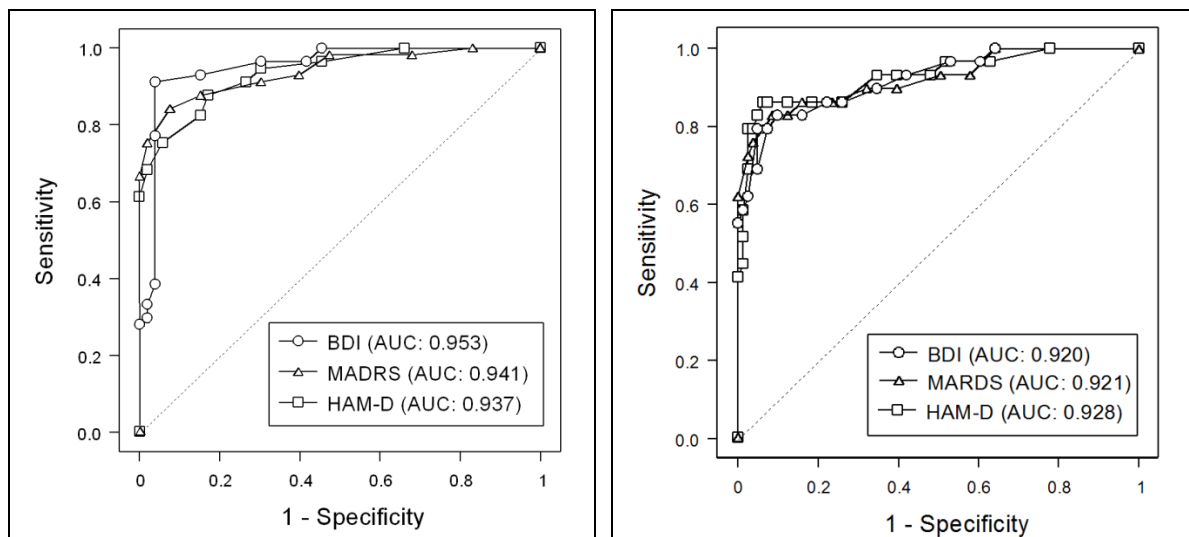 1.0
0.8
0.6
0.4
0.2
0.0
Sensitivity
BDI (AUC: 0.953)
MADRS (AUC: 0.941)
HAM-D (AUC: 0.937)
0 0.2 0.4 0.6 0.8 1
1 - Specificity
1.0
0.8
0.6
0.4
0.2
0.0
Sensitivity
BDI (AUC: 0.920)
MARDS (AUC: 0.921)
HAM-D (AUC: 0.928)
0 0.2 0.4 0.6 0.8 1
1 - Specificity